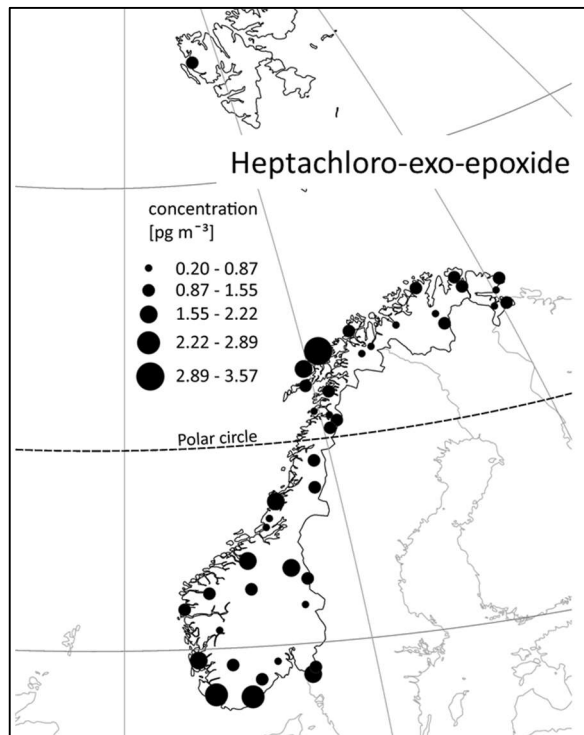 Heptachloro-exo-epoxide
concentration
[pg m⁻³]
0.20 - 0.87
0.87 - 1.55
1.55 - 2.22
2.22 - 2.89
2.89 - 3.57
Polar circle